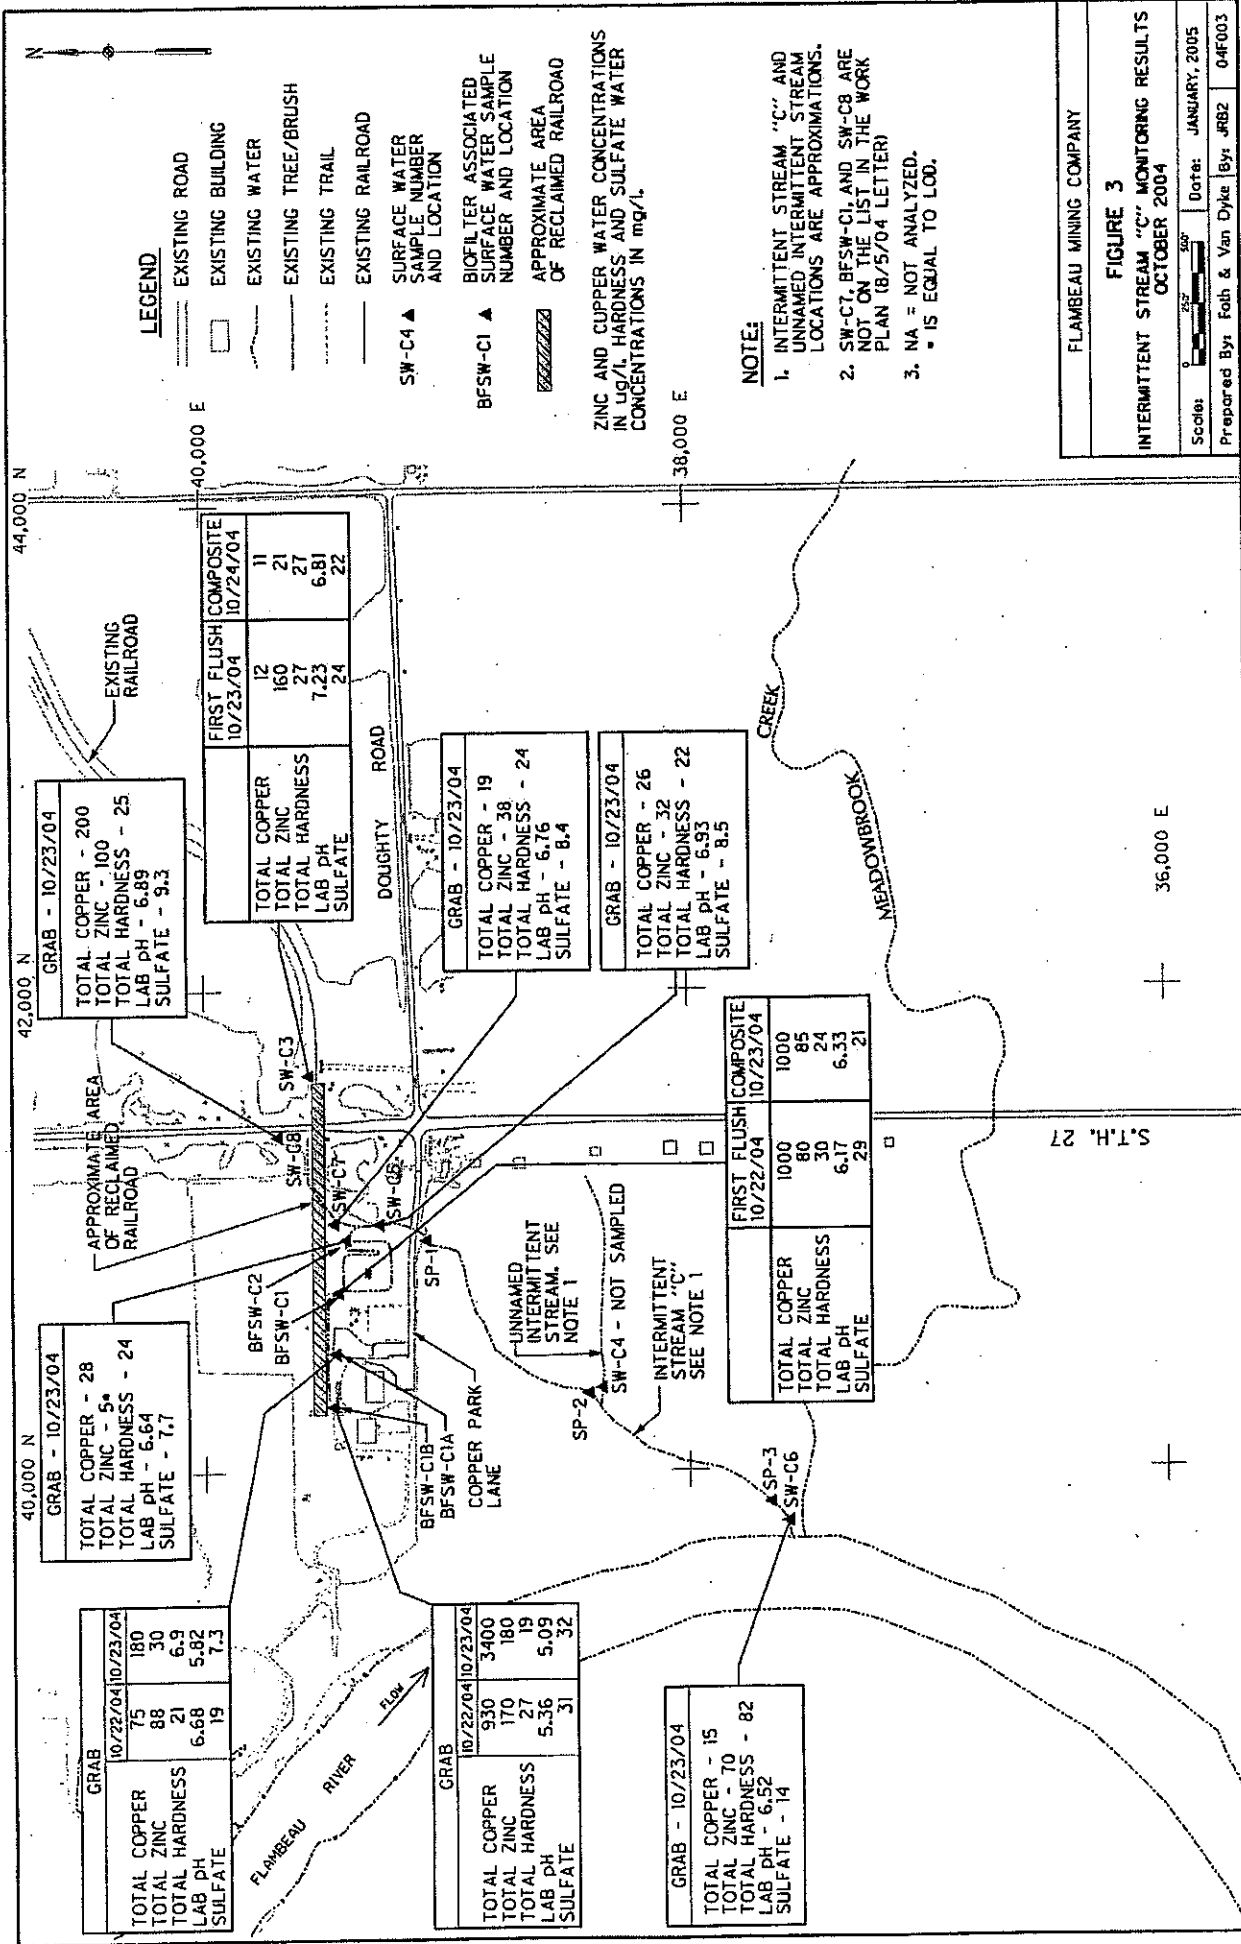 N
LEGEND
EXISTING ROAD
EXISTING BUILDING
EXISTING WATER
EXISTING TREE/BRUSH
EXISTING TRAIL
EXISTING RAILROAD
SW-C4
SURFACE WATER
SAMPLE NUMBER
AND LOCATION
BFSW-C1
BIOFILTER ASSOCIATED
SURFACE WATER SAMPLE
NUMBER AND LOCATION
APPROXIMATE AREA
OF RECLAIMED RAILROAD
ZINC AND CUPPER WATER CONCENTRATIONS
IN ug/l. HARDNESS AND SULFATE WATER
CONCENTRATIONS IN mg/l.
NOTE:
1. INTERMITTENT STREAM "C" AND
UNNAMED INTERMITTENT STREAM
LOCATIONS ARE APPROXIMATIONS.
2. SW-C7, BFSW-C1, AND SW-C8 ARE
NOT ON THE LIST IN THE WORK
PLAN (8/5/04 LETTER)
3. NA = NOT ANALYZED.
* IS EQUAL TO LOD.
FLAMBEAU MINING COMPANY
FIGURE 3
INTERMITTENT STREAM "C" MONITORING RESULTS
OCTOBER 2004
Scale: 0 250' 500' Date: JANUARY, 2005
Prepared By: Foth & Van Dyke By: JRB2 04F003
40,000 N
42,000 N
44,000 N
40,000 E
38,000 E
36,000 E
GRAB
10/22/04 10/23/04
TOTAL COPPER 75 180
TOTAL ZINC 88 30
TOTAL HARDNESS 21 6.9
LAB pH 6.68 5.82
SULFATE 19 7.3
GRAB - 10/23/04
TOTAL COPPER - 28
TOTAL ZINC - 5*
TOTAL HARDNESS - 24
LAB pH - 6.64
SULFATE - 7.7
GRAB - 10/23/04
TOTAL COPPER - 200
TOTAL ZINC - 100
TOTAL HARDNESS - 25
LAB pH - 6.89
SULFATE - 9.3
FIRST FLUSH COMPOSITE
10/23/04 10/24/04
TOTAL COPPER 12 11
TOTAL ZINC 160 21
TOTAL HARDNESS 27 27
LAB pH 7.23 6.81
SULFATE 24 22
GRAB - 10/23/04
TOTAL COPPER - 19
TOTAL ZINC - 38
TOTAL HARDNESS - 24
LAB pH - 6.76
SULFATE - 8.4
GRAB - 10/23/04
TOTAL COPPER - 26
TOTAL ZINC - 32
TOTAL HARDNESS - 22
LAB pH - 6.93
SULFATE - 8.5
GRAB
10/22/04 10/23/04
TOTAL COPPER 930 3400
TOTAL ZINC 170 180
TOTAL HARDNESS 27 19
LAB pH 5.36 5.09
SULFATE 31 32
FIRST FLUSH COMPOSITE
10/22/04 10/23/04
TOTAL COPPER 1000 1000
TOTAL ZINC 80 85
TOTAL HARDNESS 30 24
LAB pH 6.17 6.33
SULFATE 29 21
GRAB - 10/23/04
TOTAL COPPER - 15
TOTAL ZINC - 70
TOTAL HARDNESS - 82
LAB pH - 6.52
SULFATE - 14
APPROXIMATE AREA
OF RECLAIMED
RAILROAD
EXISTING
RAILROAD
BFSW-C2
BFSW-C1
SW-C8
SW-C3
SW-C7
SW-C5
SP-1
BFSW-C1B
BFSW-C1A
COPPER PARK
LANE
DOUGHTY ROAD
FLAMBEAU RIVER
FLOW
UNNAMED
INTERMITTENT
STREAM. SEE
NOTE 1
SW-C4 - NOT SAMPLED
SP-2
INTERMITTENT
STREAM "C"
SEE NOTE 1
SP-3
SW-C6
S.T.H. 27
MEADOWBROOK
CREEK